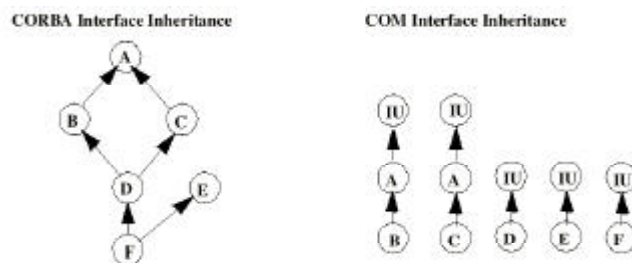 CORBA Interface Inheritance
COM Interface Inheritance
A
B C
D E
F
IU IU
A A IU IU IU
B C D E F